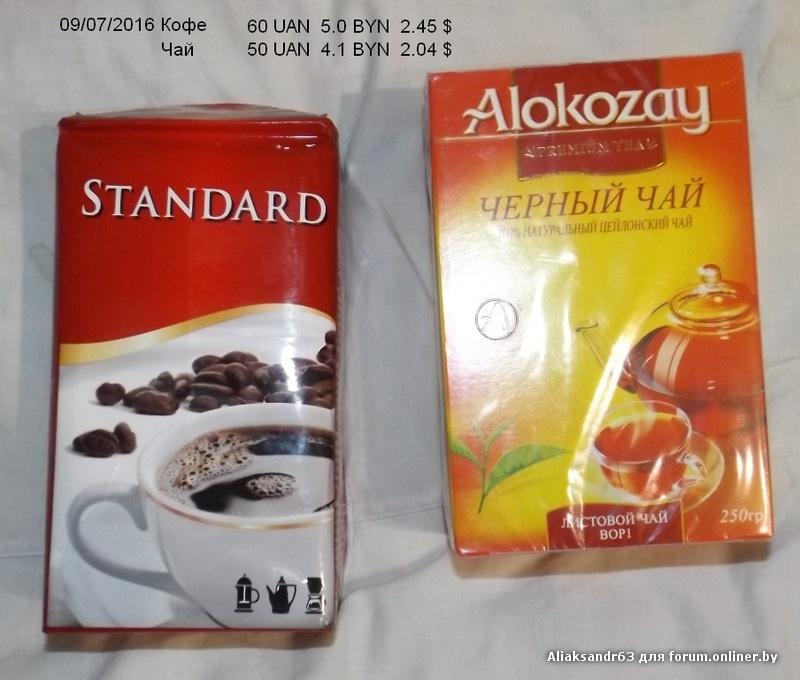 09/07/2016 Кофе 60 UAN 5.0 BYN 2.45 $
Чай 50 UAN 4.1 BYN 2.04 $
STANDARD
Alokozay
PREMIUM TEA
ЧЕРНЫЙ ЧАЙ
100% НАТУРАЛЬНЫЙ ЦЕЙЛОНСКИЙ ЧАЙ
A
ЛИСТОВОЙ ЧАЙ
BOP1
250гр
Aliaksandr63 для forum.onliner.by